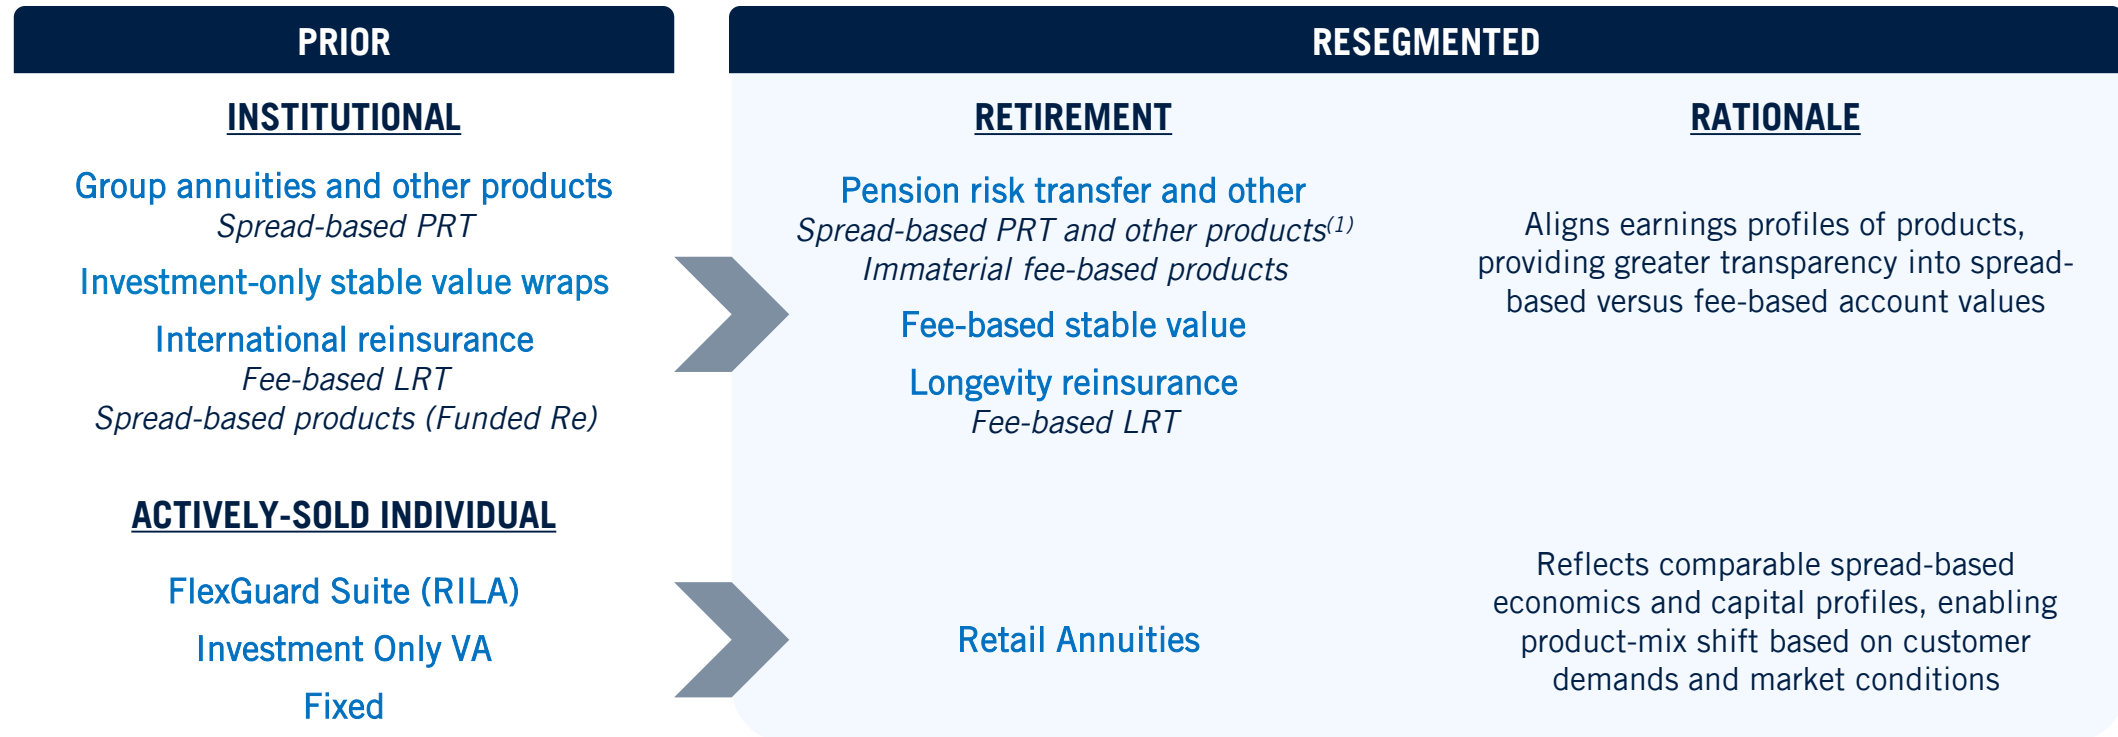 PRIOR
INSTITUTIONAL
Group annuities and other products
Spread-based PRT
Investment-only stable value wraps
International reinsurance
Fee-based LRT
Spread-based products (Funded Re)
ACTIVELY-SOLD INDIVIDUAL
FlexGuard Suite (RILA)
Investment Only VA
Fixed
RESEGMENTED
RETIREMENT
Pension risk transfer and other
Spread-based PRT and other products(1)
Immaterial fee-based products
Fee-based stable value
Longevity reinsurance
Fee-based LRT
Retail Annuities
RATIONALE
Aligns earnings profiles of products,
providing greater transparency into spread-
based versus fee-based account values
Reflects comparable spread-based
economics and capital profiles, enabling
product-mix shift based on customer
demands and market conditions